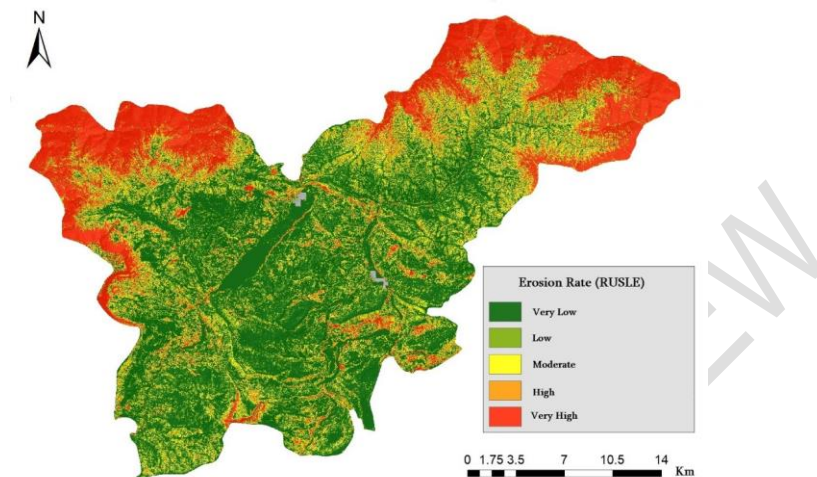 N
Erosion Rate (RUSLE)
Very Low
Low
Moderate
High
Very High
0 1.75 3.5 7 10.5 14
Km
EW